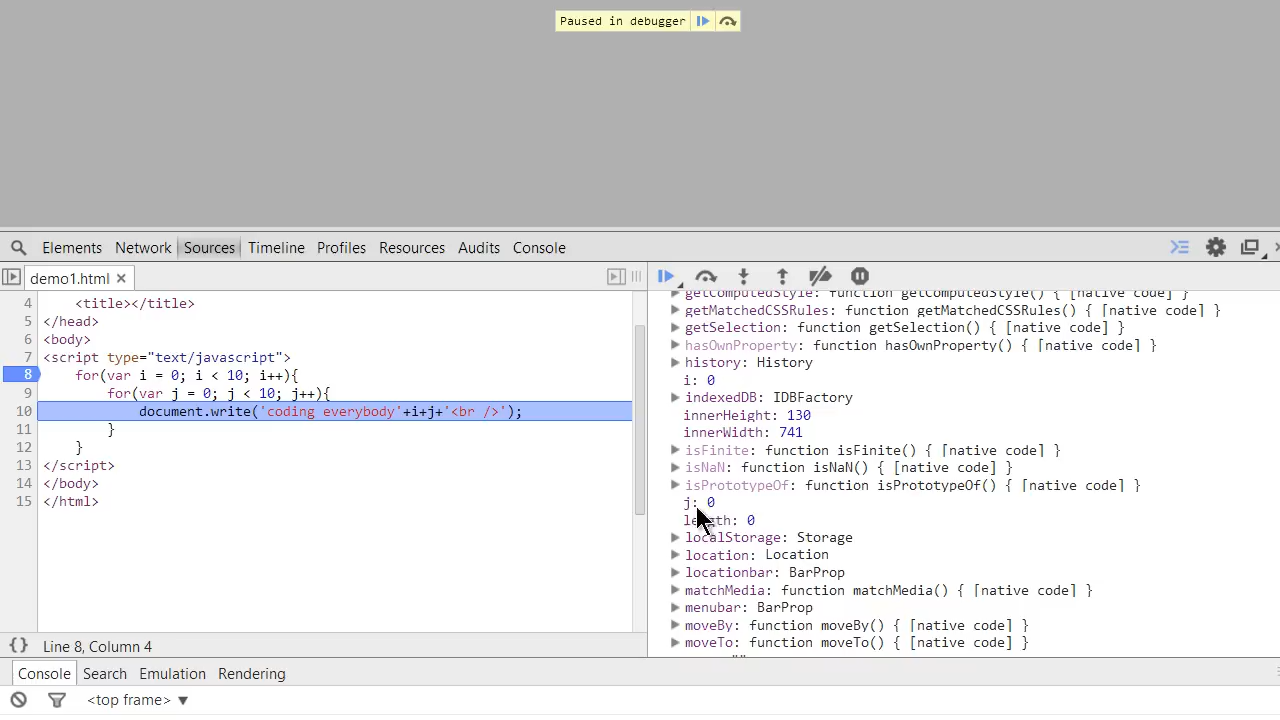 Paused in debugger
Elements Network Sources Timeline Profiles Resources Audits Console
demo1.html
4 <title></title>
5 </head>
6 <body>
7 <script type="text/javascript">
8 for(var i = 0; i < 10; i++){
9 for(var j = 0; j < 10; j++){
10 document.write('coding everybody'+i+j+'<br />');
11 }
12 }
13 </script>
14 </body>
15 </html>
{} Line 8, Column 4
getComputedStyle: function getComputedStyle() { [native code] }
getMatchedCSSRules: function getMatchedCSSRules() { [native code] }
getSelection: function getSelection() { [native code] }
hasOwnProperty: function hasOwnProperty() { [native code] }
history: History
i: 0
indexedDB: IDBFactory
innerHeight: 130
innerWidth: 741
isFinite: function isFinite() { [native code] }
isNaN: function isNaN() { [native code] }
isPrototypeOf: function isPrototypeOf() { [native code] }
j: 0
length: 0
localStorage: Storage
location: Location
locationbar: BarProp
matchMedia: function matchMedia() { [native code] }
menubar: BarProp
moveBy: function moveBy() { [native code] }
moveTo: function moveTo() { [native code] }
Console Search Emulation Rendering
<top frame> ▼